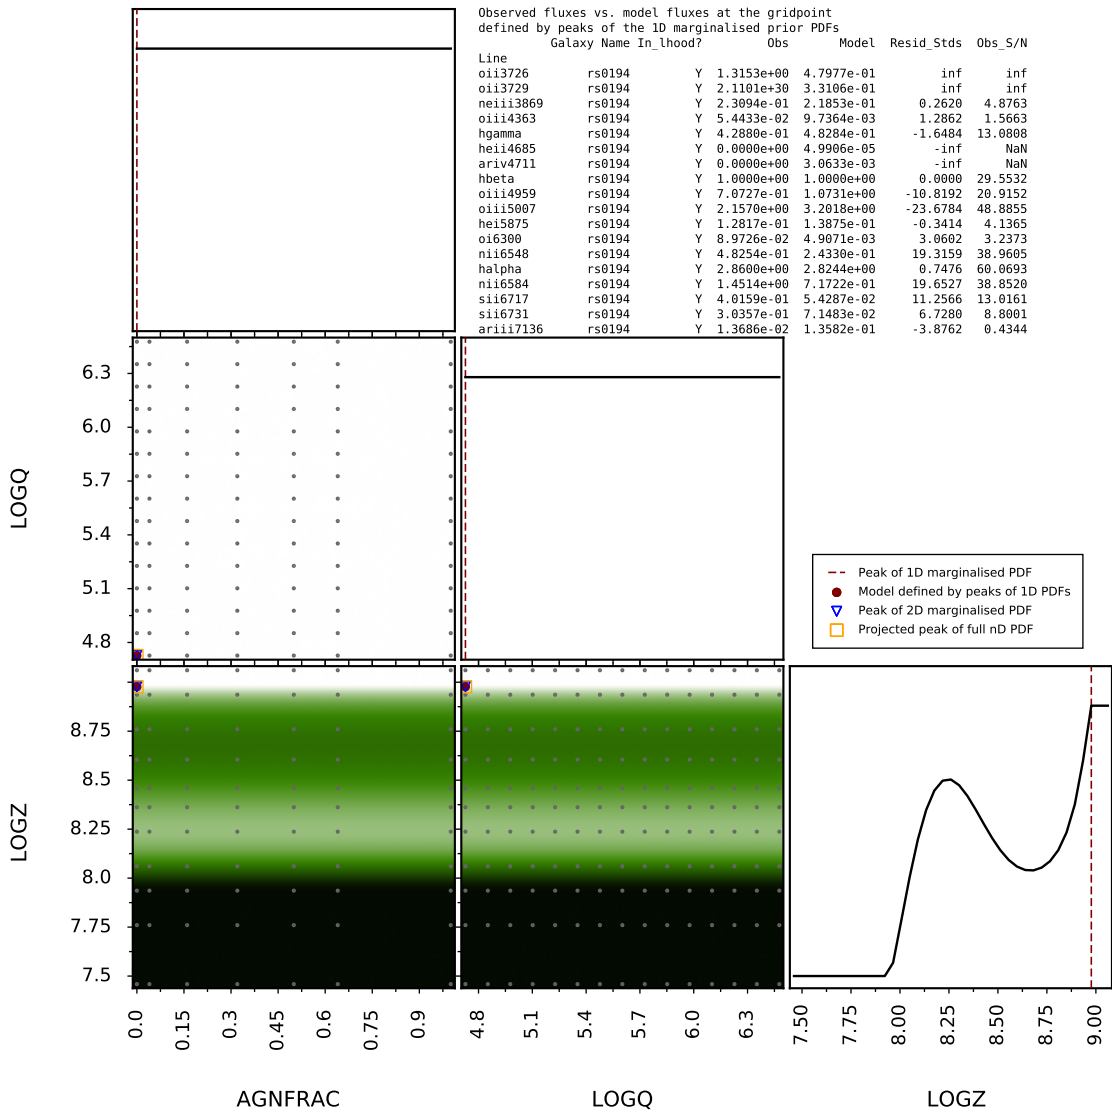 Observed fluxes vs. model fluxes at the gridpoint
defined by peaks of the 1D marginalised prior PDFs
Galaxy Name In_lhood? Obs Model Resid_Stds Obs_S/N
Line
oii3726 rs0194 Y 1.3153e+00 4.7977e-01 inf inf
oii3729 rs0194 Y 2.1101e+30 3.3106e-01 inf inf
neiii3869 rs0194 Y 2.3094e-01 2.1853e-01 0.2620 4.8763
oiii4363 rs0194 Y 5.4433e-02 9.7364e-03 1.2862 1.5663
hgamma rs0194 Y 4.2880e-01 4.8284e-01 -1.6484 13.0808
heii4685 rs0194 Y 0.0000e+00 4.9906e-05 -inf NaN
ariv4711 rs0194 Y 0.0000e+00 3.0633e-03 -inf NaN
hbeta rs0194 Y 1.0000e+00 1.0000e+00 0.0000 29.5532
oiii4959 rs0194 Y 7.0727e-01 1.0731e+00 -10.8192 20.9152
oiii5007 rs0194 Y 2.1570e+00 3.2018e+00 -23.6784 48.8855
hei5875 rs0194 Y 1.2817e-01 1.3875e-01 -0.3414 4.1365
oi6300 rs0194 Y 8.9726e-02 4.9071e-03 3.0602 3.2373
nii6548 rs0194 Y 4.8254e-01 2.4330e-01 19.3159 38.9605
halpha rs0194 Y 2.8600e+00 2.8244e+00 0.7476 60.0693
nii6584 rs0194 Y 1.4514e+00 7.1722e-01 19.6527 38.8520
sii6717 rs0194 Y 4.0159e-01 5.4287e-02 11.2566 13.0161
sii6731 rs0194 Y 3.0357e-01 7.1483e-02 6.7280 8.8001
ariii7136 rs0194 Y 1.3686e-02 1.3582e-01 -3.8762 0.4344
6.3
6.0
5.7
5.4
5.1
4.8
LOGQ
Peak of 1D marginalised PDF
Model defined by peaks of 1D PDFs
Peak of 2D marginalised PDF
Projected peak of full nD PDF
8.75
8.5
8.25
8.0
7.75
7.5
LOGZ
0.0 0.15 0.3 0.45 0.6 0.75 0.9
4.8 5.1 5.4 5.7 6.0 6.3
7.50 7.75 8.00 8.25 8.50 8.75 9.00
AGNFRAC LOGQ LOGZ